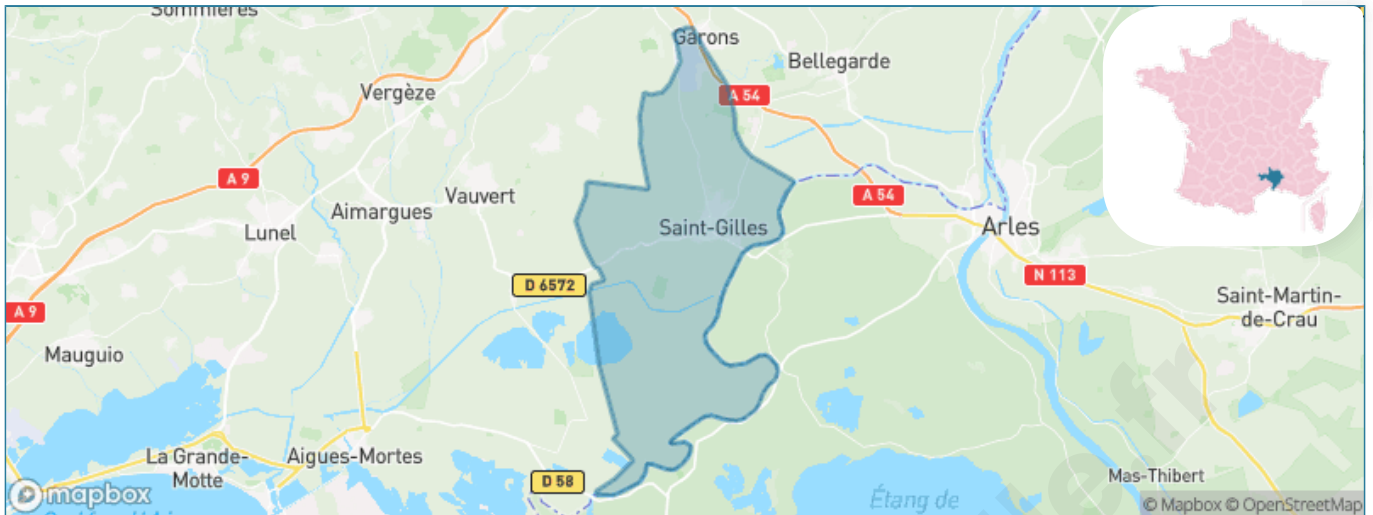 Sommières
Garons
Bellegarde
Vergèze
A 54
A 9
Vauvert
A 54
Aimargues
Lunel
Saint-Gilles
Arles
D 6572
N 113
A 9
Saint-Martin-
de-Crau
Mauguio
La Grande-
Motte
Aigues-Mortes
D 58
Mas-Thibert
Étang de
mapbox
© Mapbox © OpenStreetMap